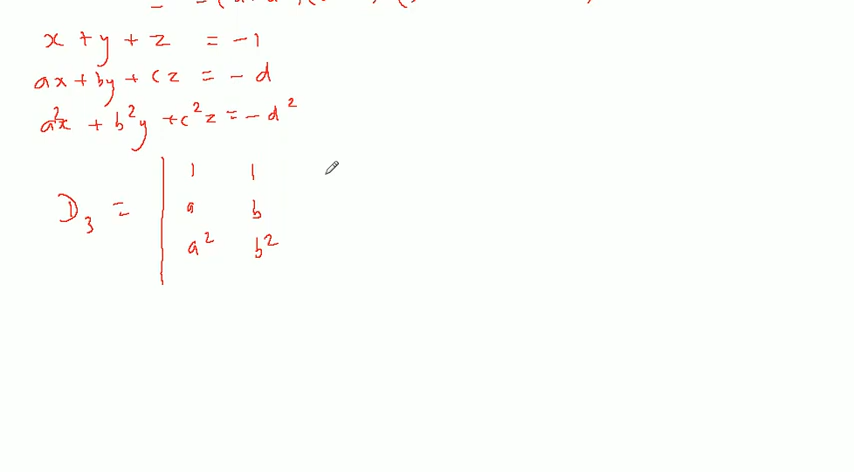 x + y + z = -1
ax + by + cz = -d
a²x + b²y + c²z = -d²
D₃ = | 1 1
a b
a² b²